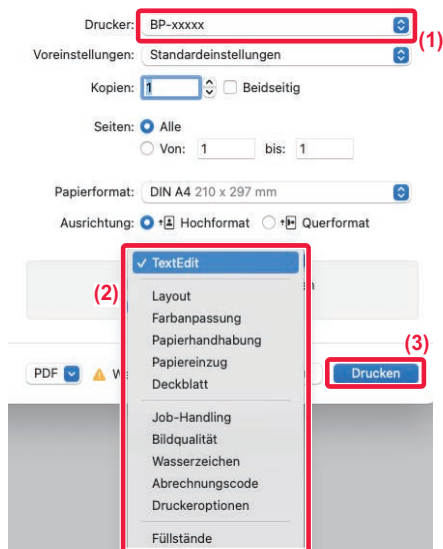 Drucker: BP-xxxxx
(1)
Voreinstellungen: Standardeinstellungen
Kopien: 1 Beidseitig
Seiten: Alle
Von: 1 bis: 1
Papierformat: DIN A4 210 x 297 mm
Ausrichtung: Hochformat Querformat
✓ TextEdit
(2)
Layout
Farbanpassung
Papierhandhabung
Papiereinzug
Deckblatt
(3)
PDF Drucken
Job-Handling
Bildqualität
Wasserzeichen
Abrechnungscode
Druckeroptionen
Füllstände